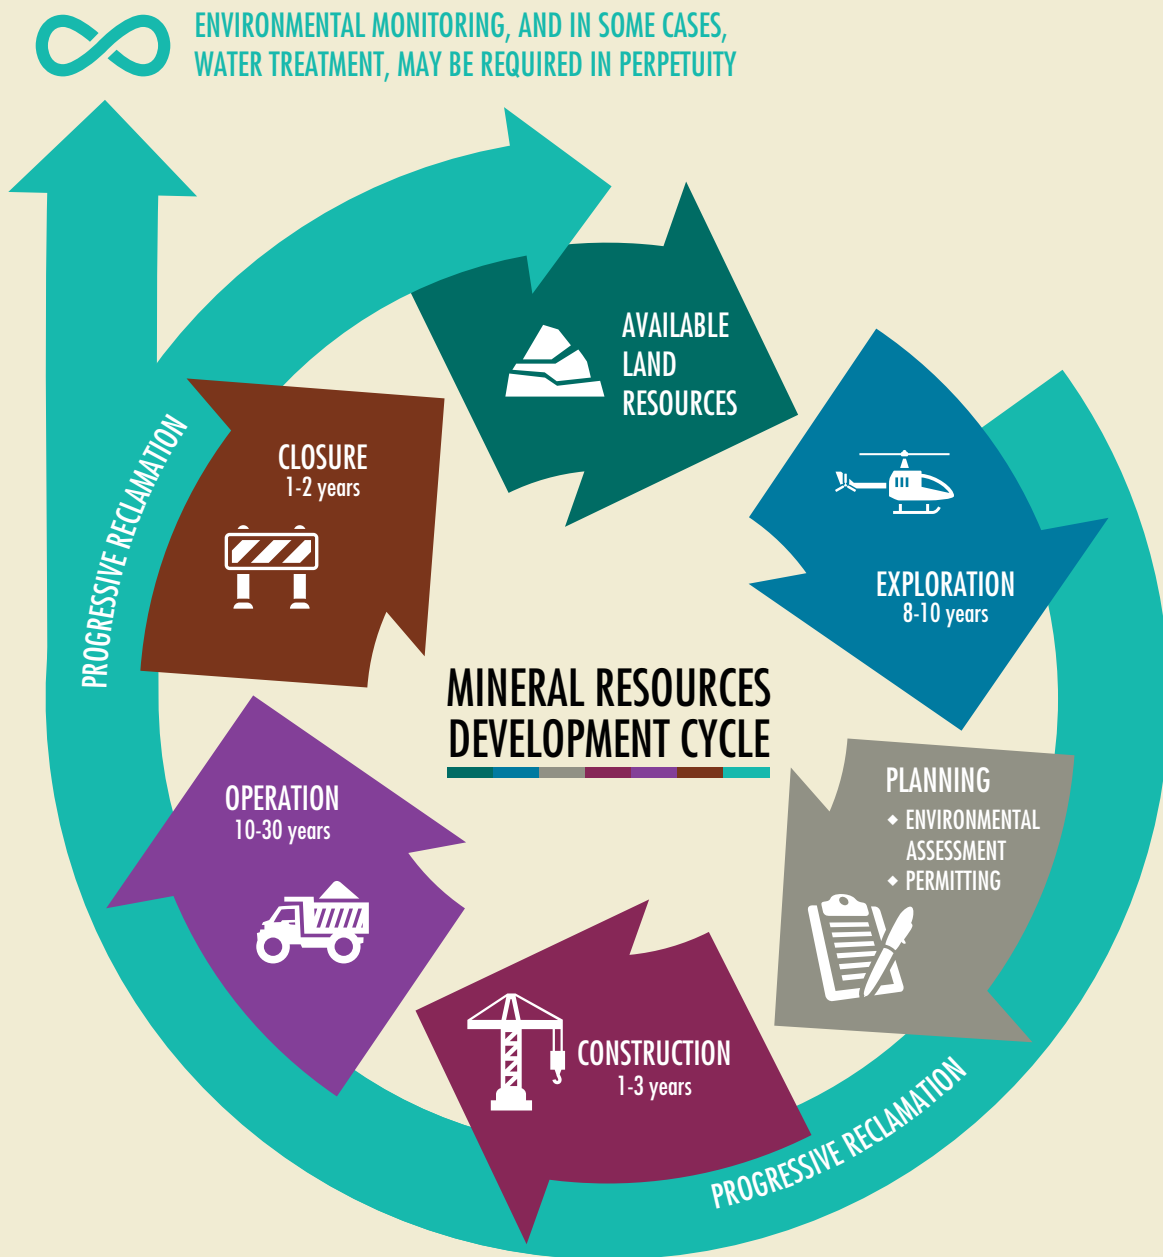 ENVIRONMENTAL MONITORING, AND IN SOME CASES,
WATER TREATMENT, MAY BE REQUIRED IN PERPETUITY
AVAILABLE
LAND
RESOURCES
EXPLORATION
8-10 years
PLANNING
◆ ENVIRONMENTAL
ASSESSMENT
◆ PERMITTING
CONSTRUCTION
1-3 years
OPERATION
10-30 years
CLOSURE
1-2 years
PROGRESSIVE RECLAMATION
PROGRESSIVE RECLAMATION
MINERAL RESOURCES
DEVELOPMENT CYCLE